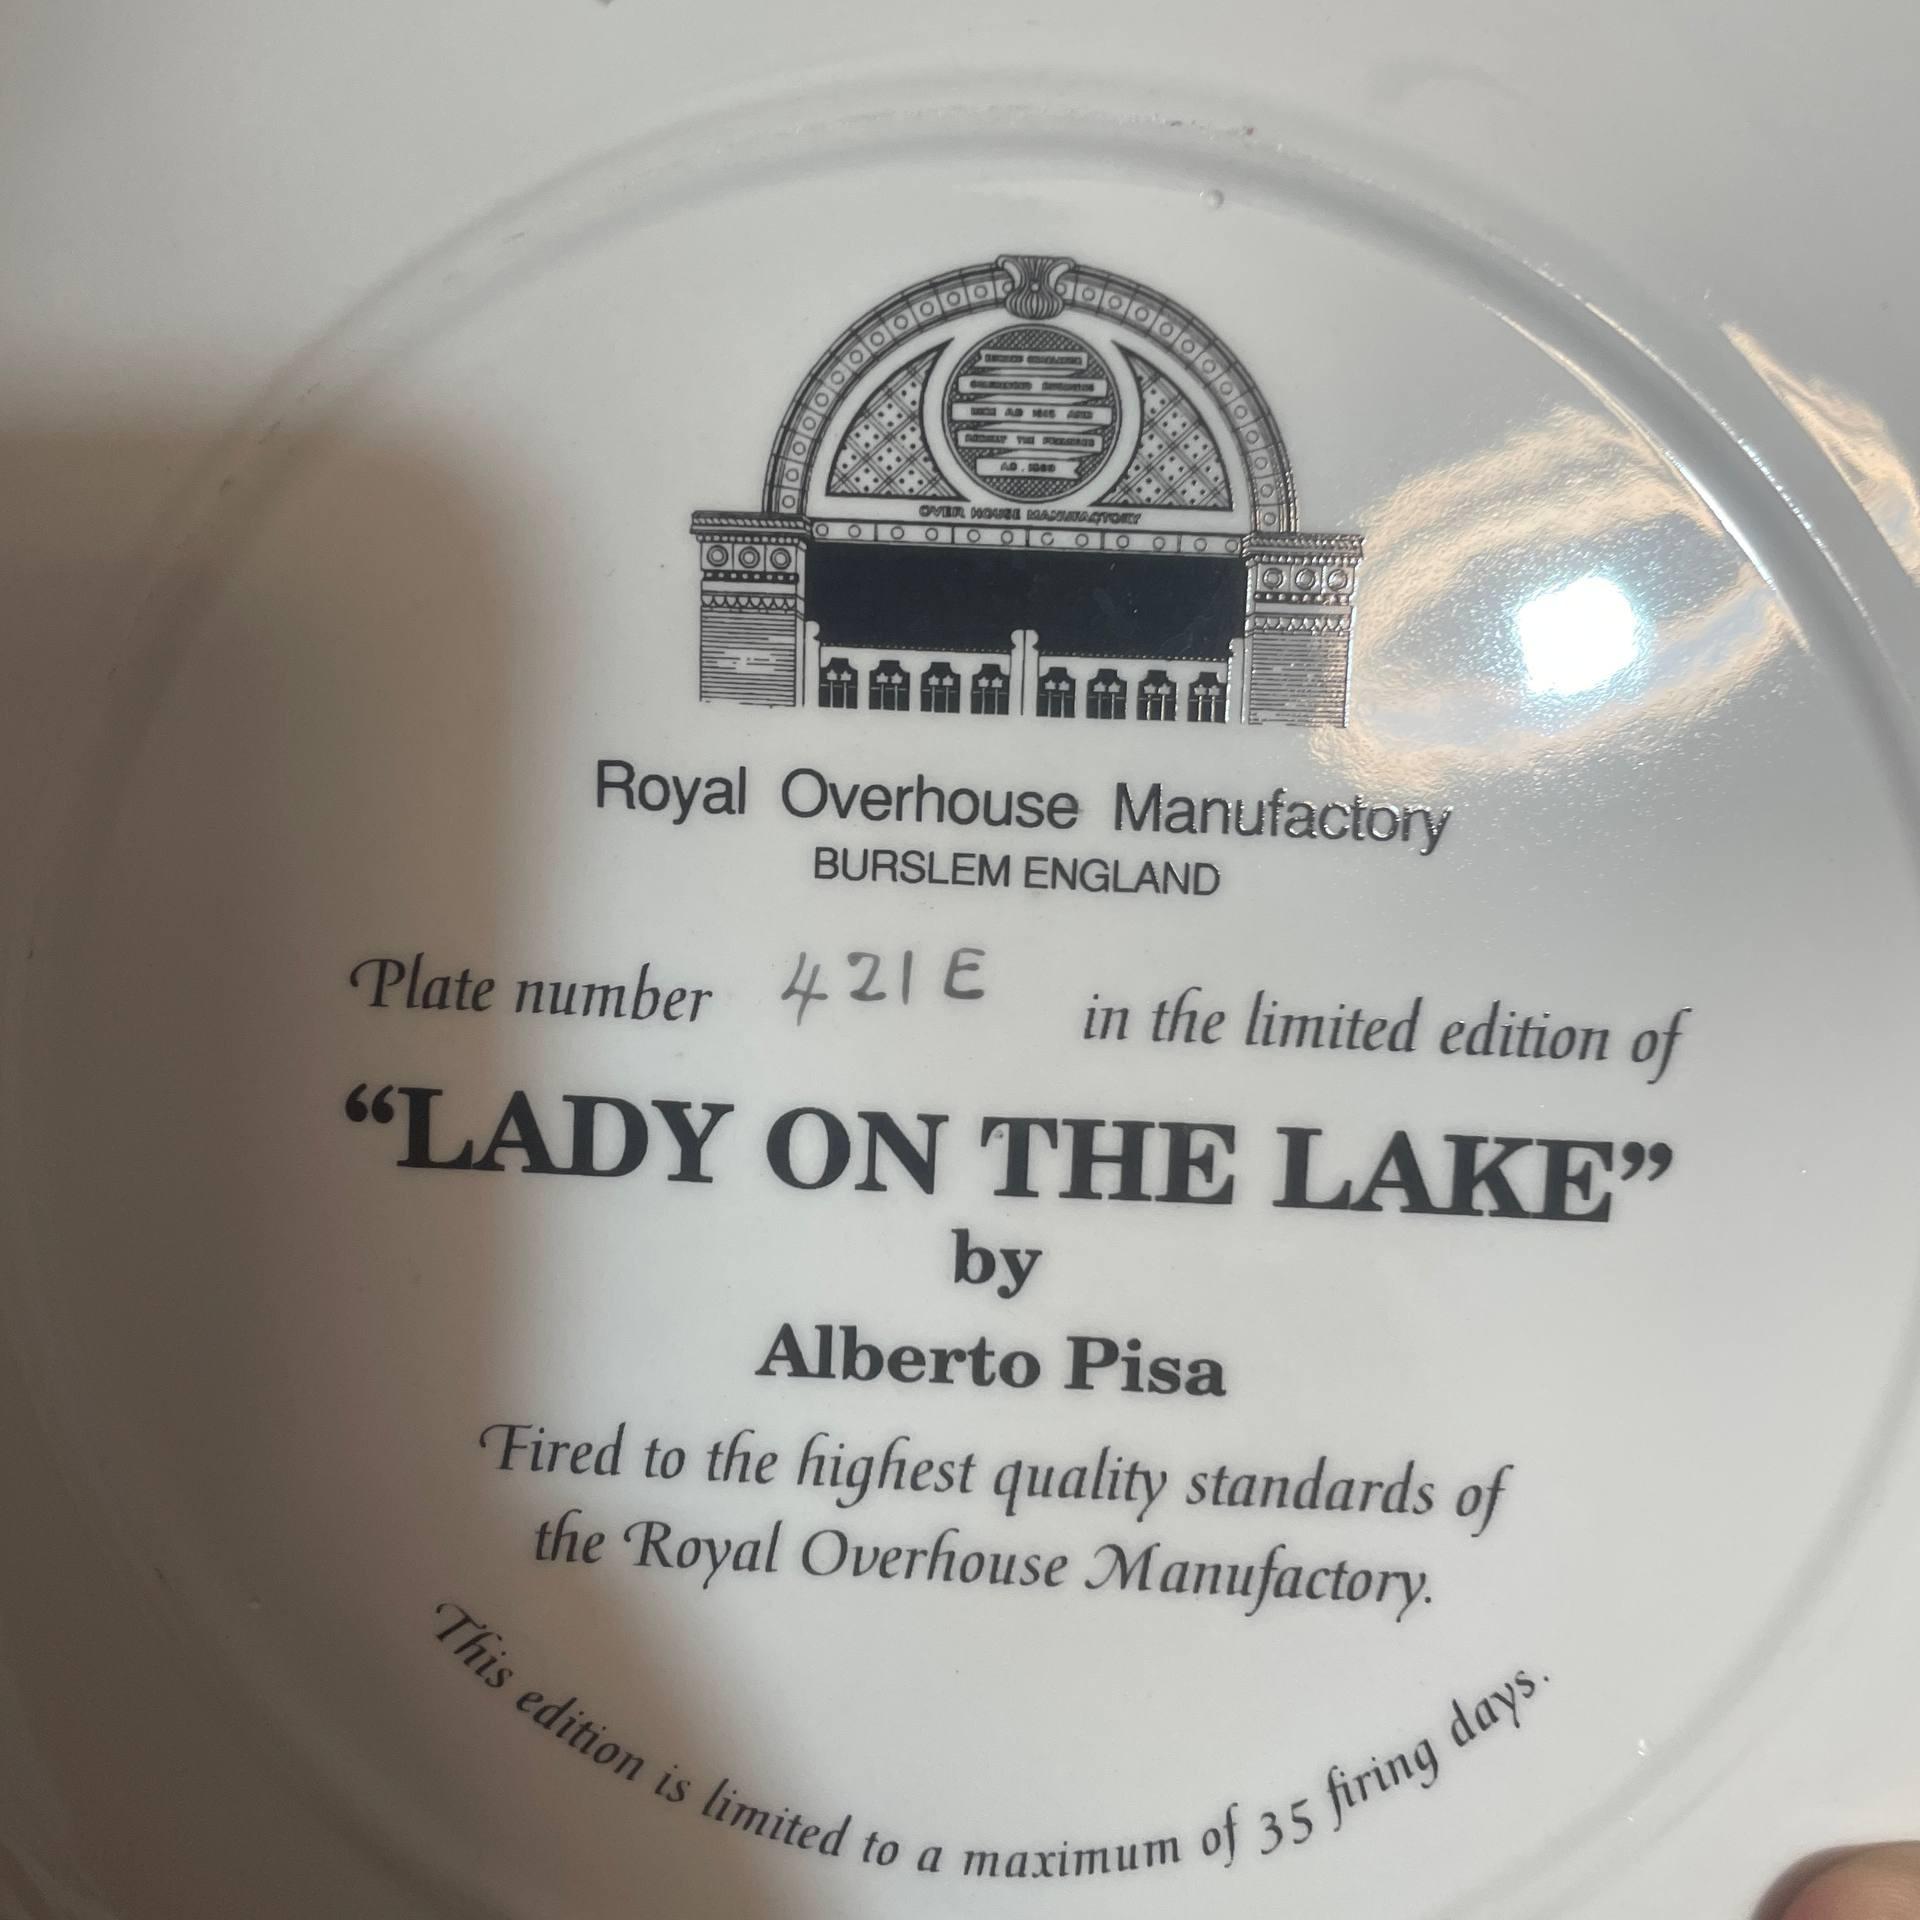 OVER HOUSE MANUFACTORY
Royal Overhouse Manufactory
BURSLEM ENGLAND
Plate number 421E in the limited edition of
“LADY ON THE LAKE”
by
Alberto Pisa
Fired to the highest quality standards of
the Royal Overhouse Manufactory.
This edition is limited to a maximum of 35 firing days.